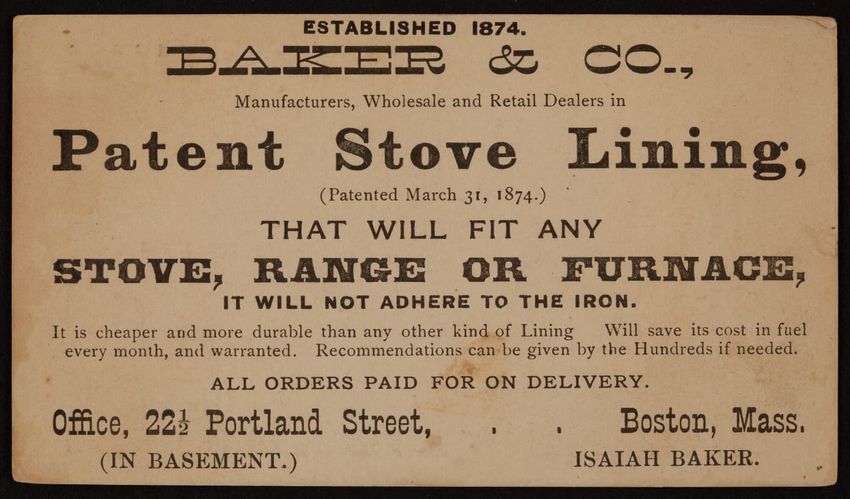 ESTABLISHED 1874.
BAKER & CO.,
Manufacturers, Wholesale and Retail Dealers in
Patent Stove Lining,
(Patented March 31, 1874.)
THAT WILL FIT ANY
STOVE, RANGE OR FURNACE,
IT WILL NOT ADHERE TO THE IRON.
It is cheaper and more durable than any other kind of Lining Will save its cost in fuel
every month, and warranted. Recommendations can be given by the Hundreds if needed.
ALL ORDERS PAID FOR ON DELIVERY.
Office, 22½ Portland Street, . . Boston, Mass.
(IN BASEMENT.) ISAIAH BAKER.